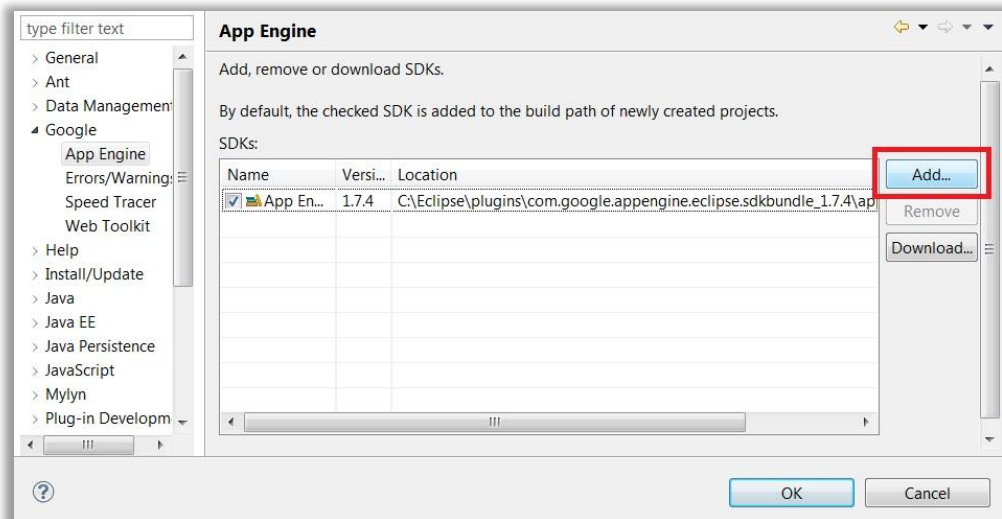 type filter text
General
Ant
Data Management
Google
App Engine
Errors/Warnings
Speed Tracer
Web Toolkit
Help
Install/Update
Java
Java EE
Java Persistence
JavaScript
Mylyn
Plug-in Developm
App Engine
Add, remove or download SDKs.
By default, the checked SDK is added to the build path of newly created projects.
SDKs:
Name Versi... Location
App En... 1.7.4 C:\Eclipse\plugins\com.google.appengine.eclipse.sdkbundle_1.7.4\ap
Add...
Remove
Download...
OK Cancel